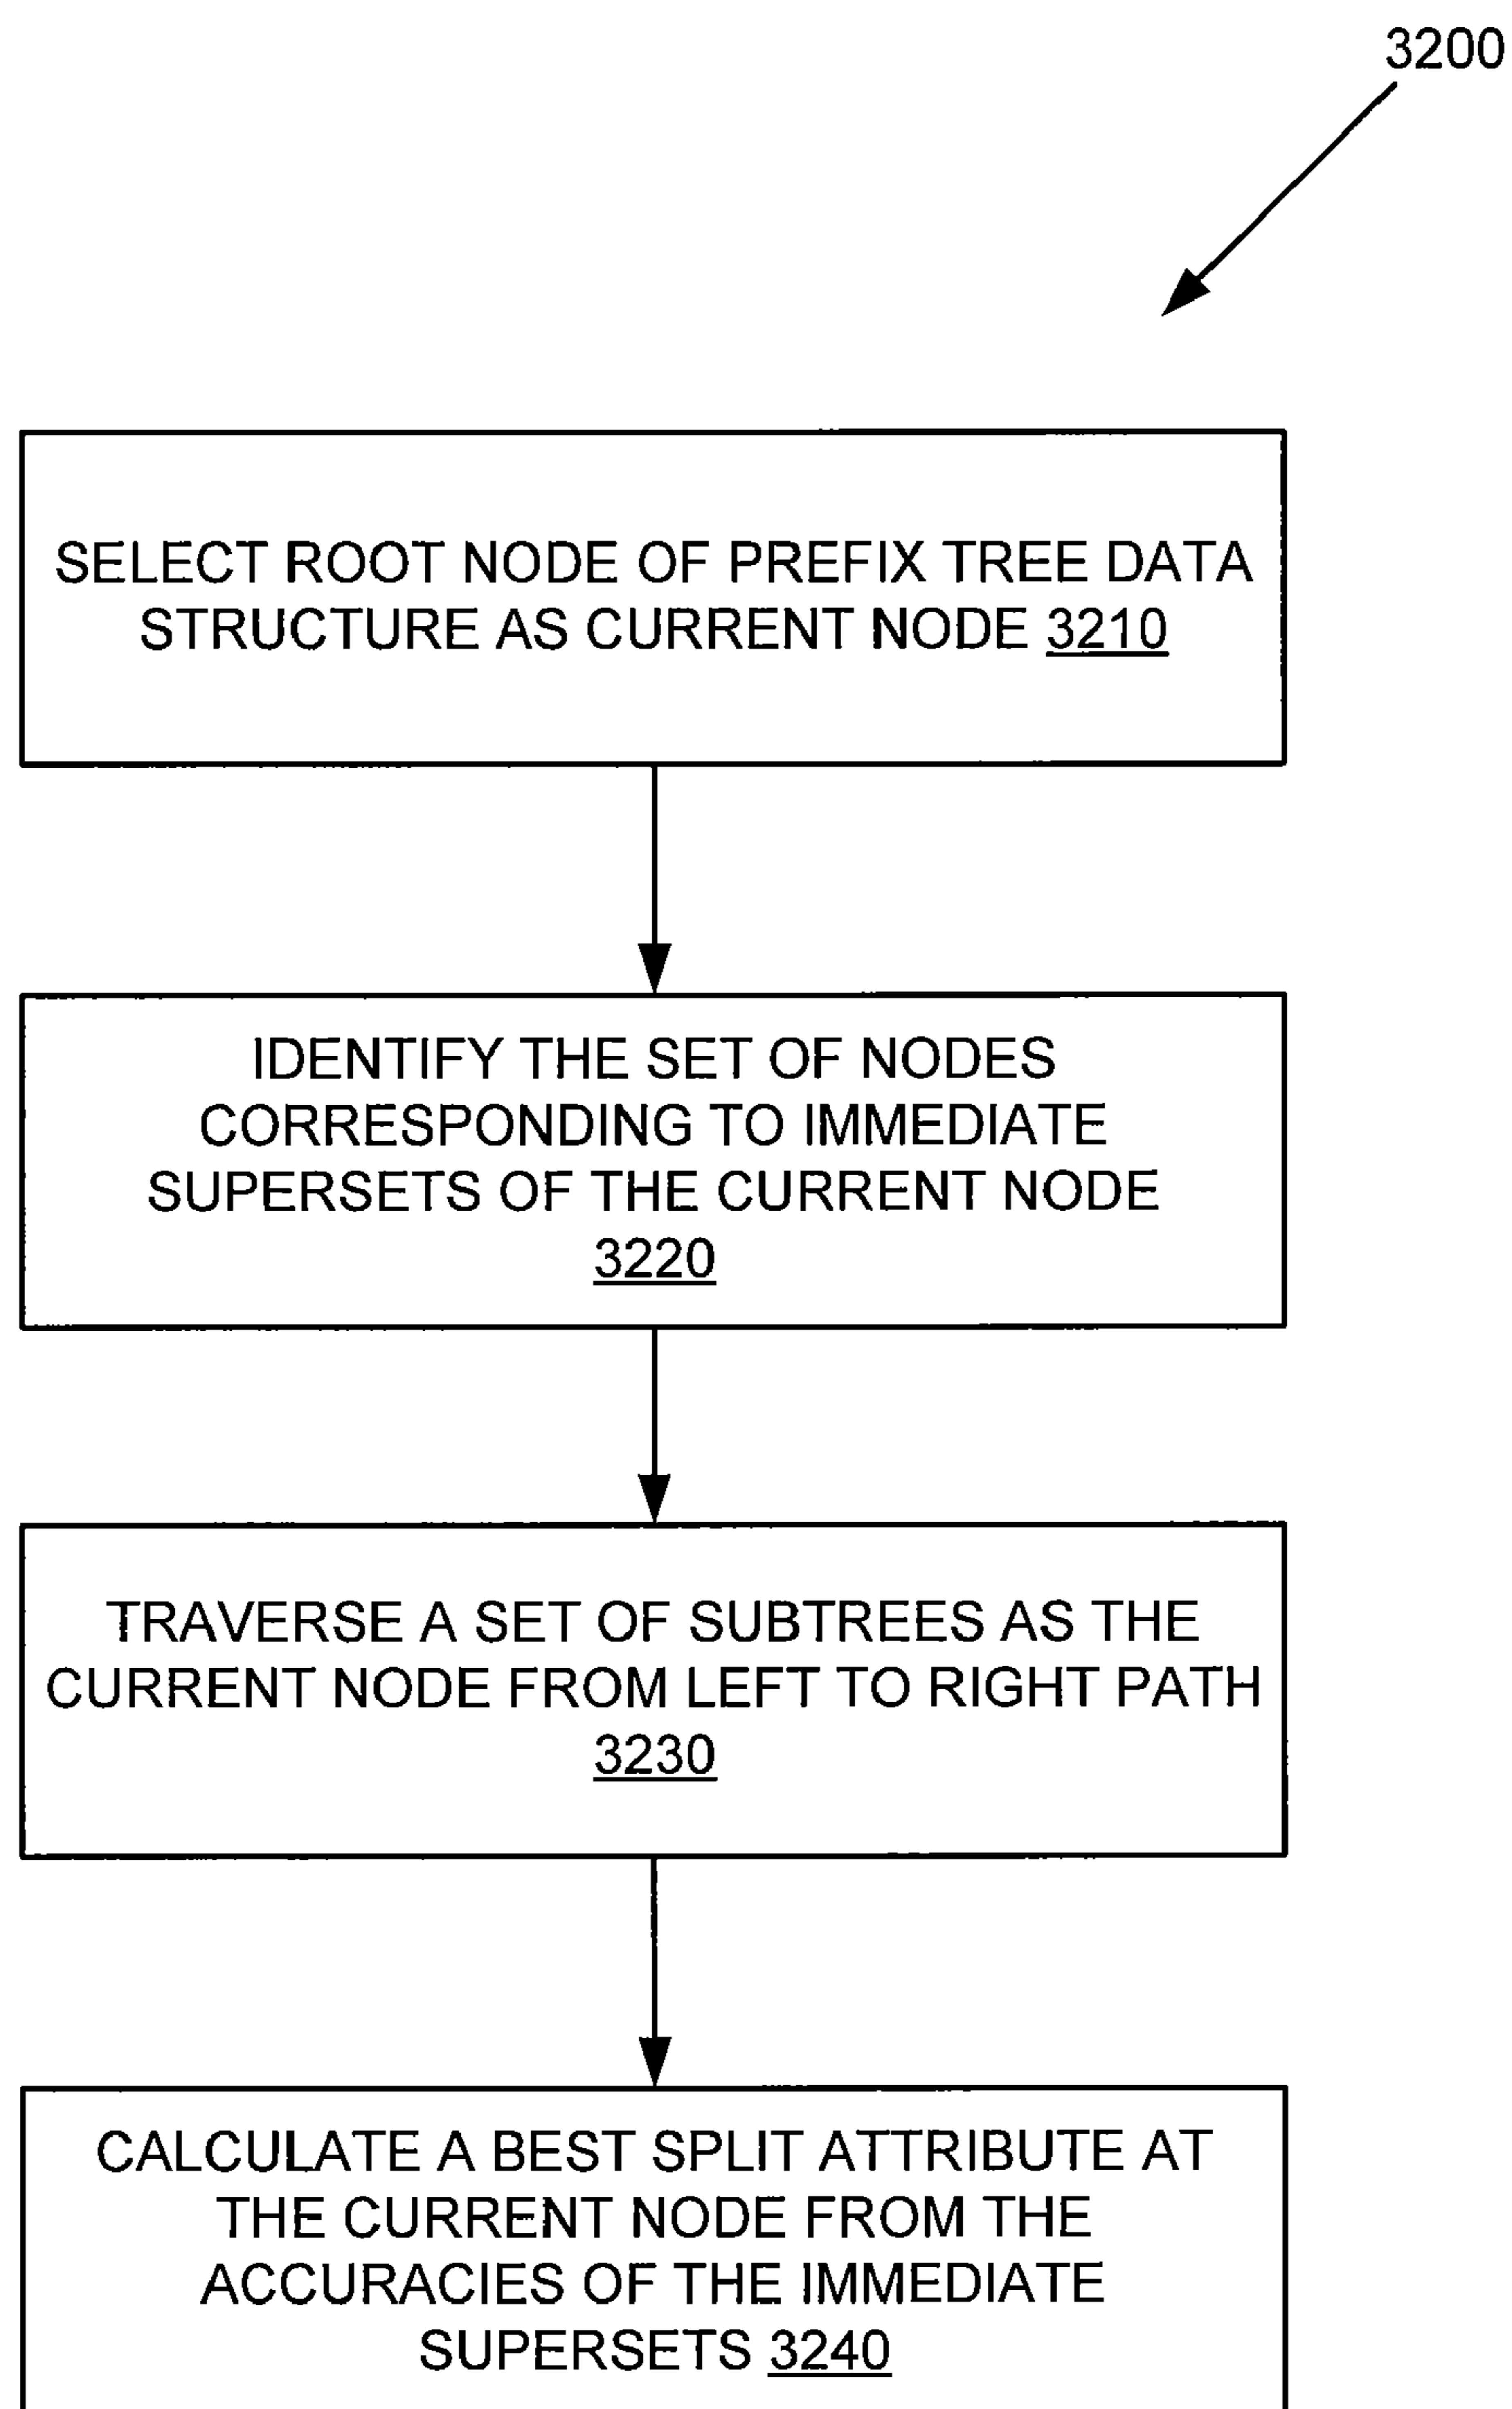 3200
SELECT ROOT NODE OF PREFIX TREE DATA
STRUCTURE AS CURRENT NODE 3210
IDENTIFY THE SET OF NODES
CORRESPONDING TO IMMEDIATE
SUPERSETS OF THE CURRENT NODE
3220
TRAVERSE A SET OF SUBTREES AS THE
CURRENT NODE FROM LEFT TO RIGHT PATH
3230
CALCULATE A BEST SPLIT ATTRIBUTE AT
THE CURRENT NODE FROM THE
ACCURACIES OF THE IMMEDIATE
SUPERSETS 3240